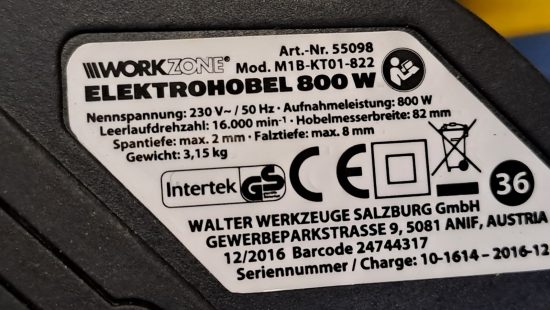 Art.-Nr. 55098
WORKZONE® Mod. M1B-KT01-822
ELEKTROHOBEL 800 W
Nennspannung: 230 V~ / 50 Hz · Aufnahmeleistung: 800 W
Leerlaufdrehzahl: 16.000 min⁻¹ · Hobelmesserbreite: 82 mm
Spantiefe: max. 2 mm · Falztiefe: max. 8 mm
Gewicht: 3,15 kg
Intertek GS CE 36
WALTER WERKZEUGE SALZBURG GmbH
GEWERBEPARKSTRASSE 9, 5081 ANIF, AUSTRIA
12/2016 Barcode 24744317
Seriennummer / Charge: 10-1614 - 2016-12